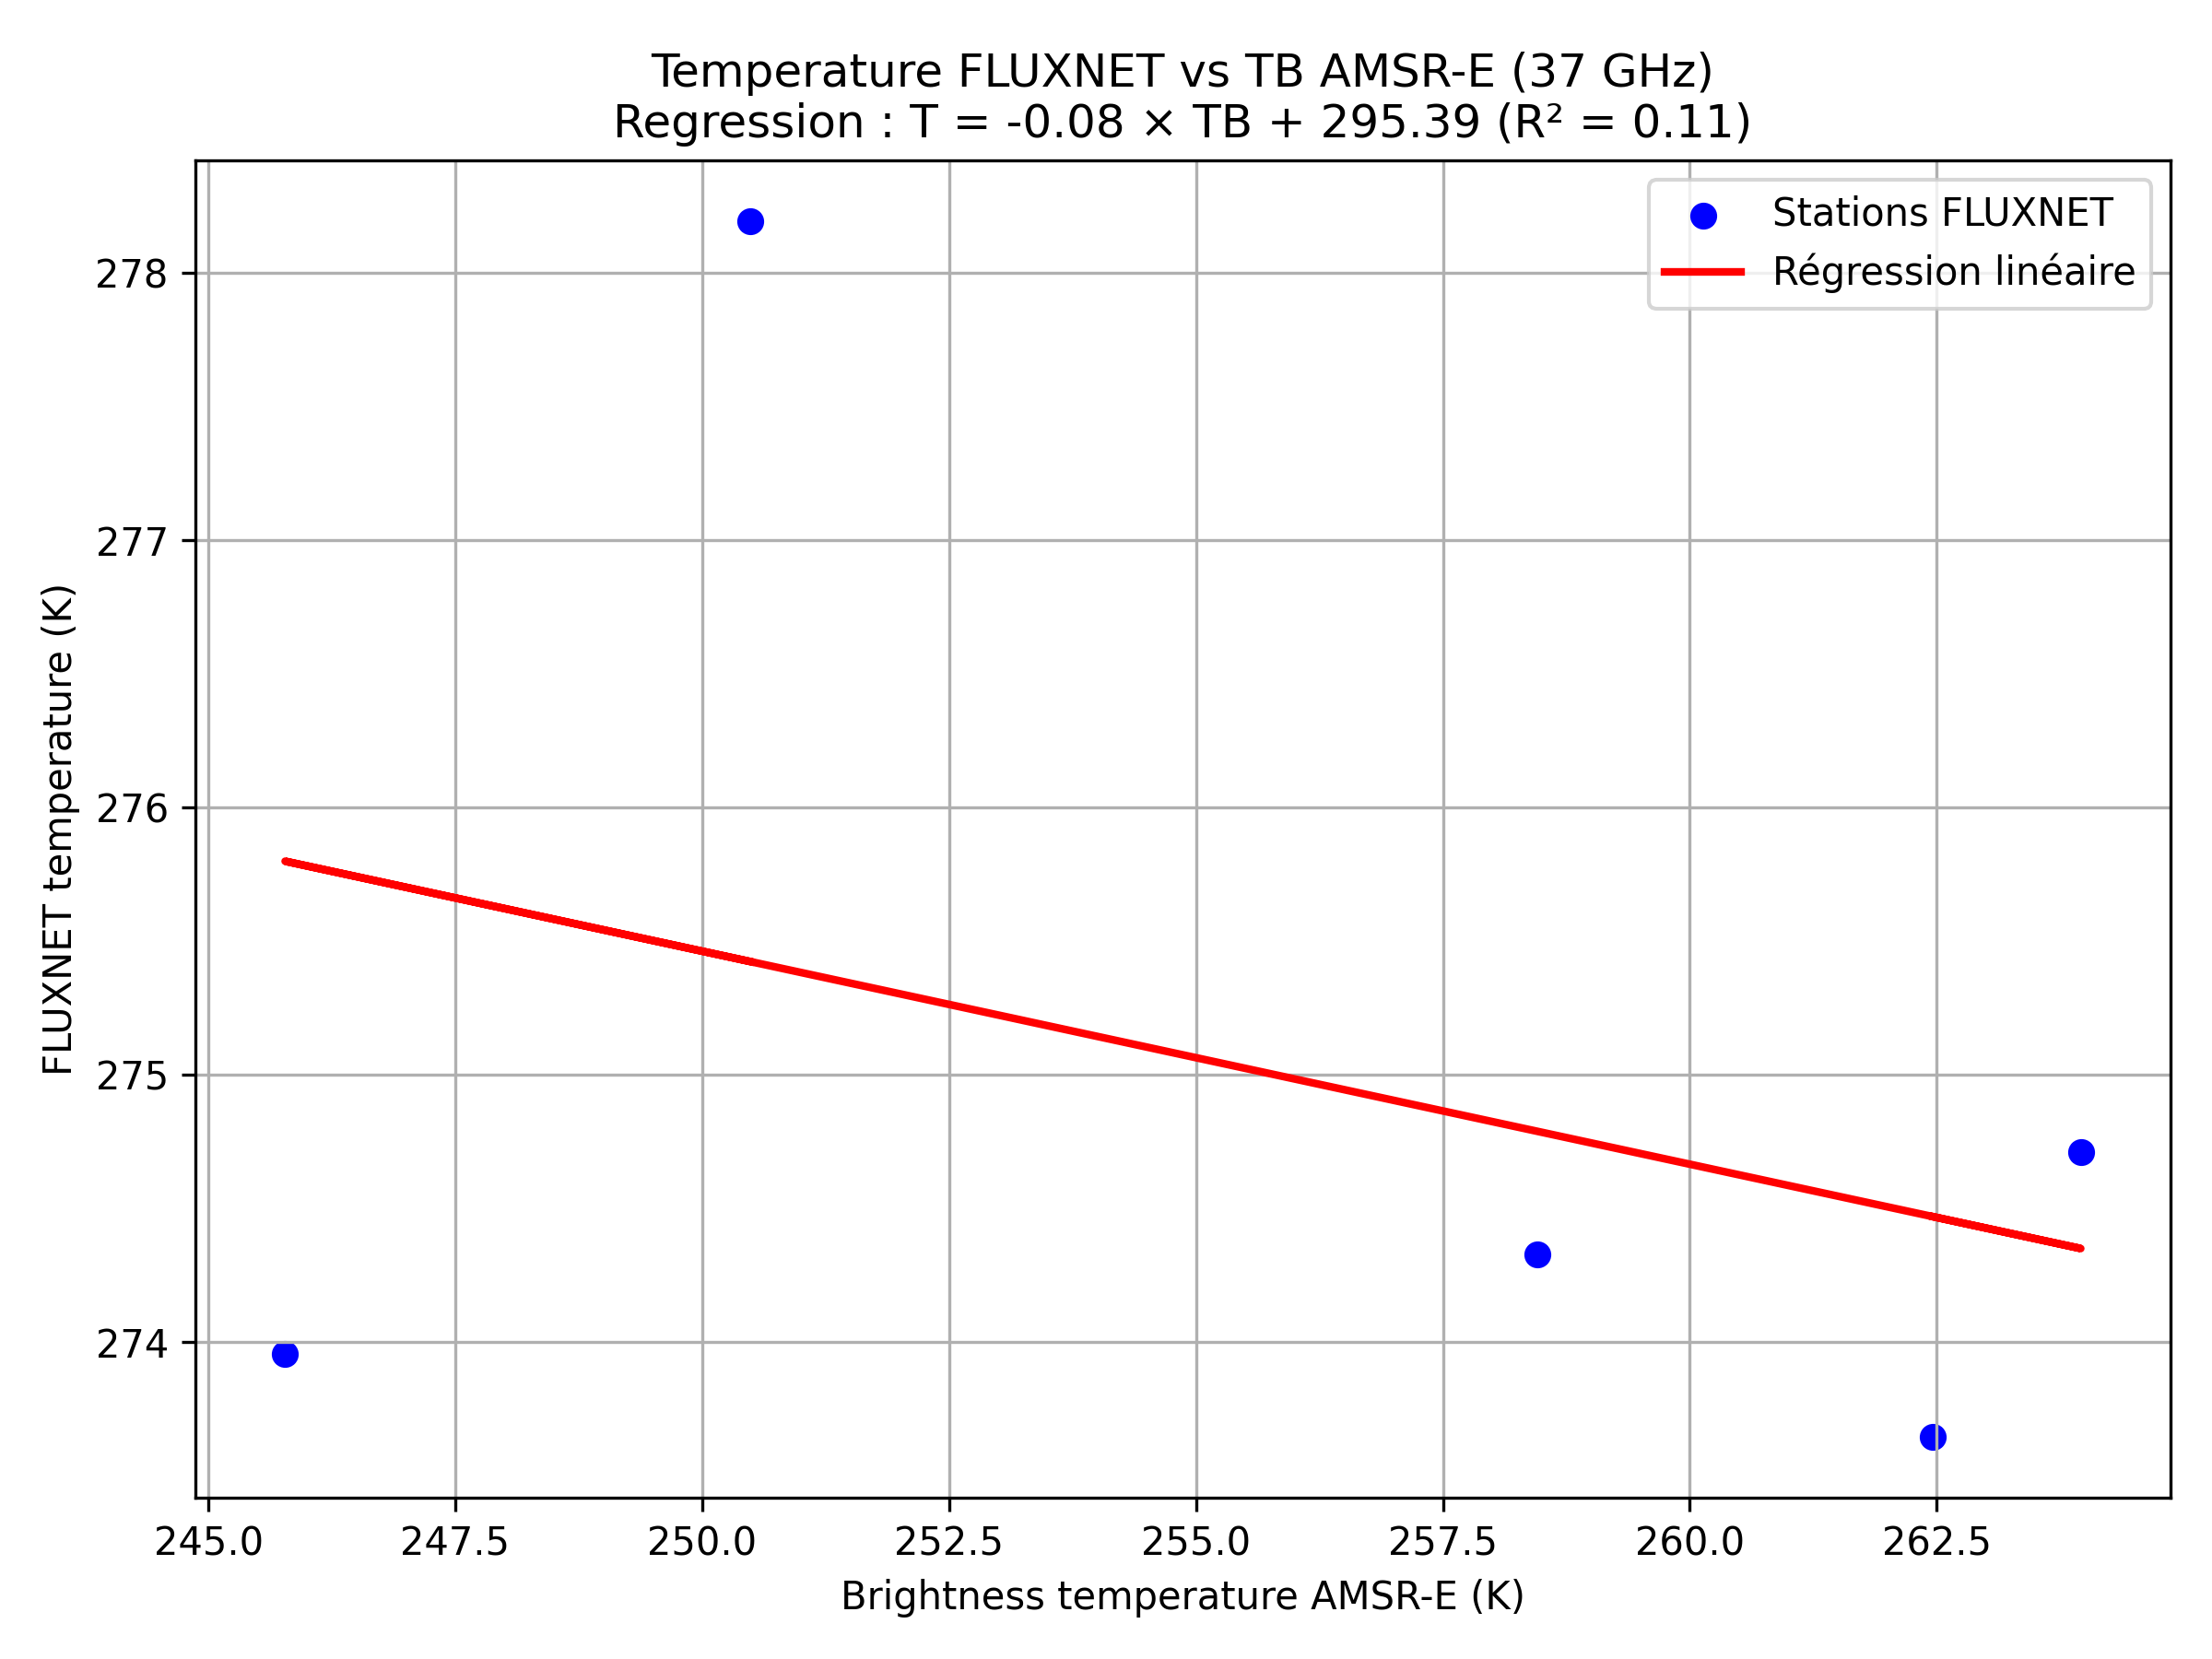 Temperature FLUXNET vs TB AMSR-E (37 GHz)
Regression : T = -0.08 × TB + 295.39 (R² = 0.11)
Stations FLUXNET
Régression linéaire
278
277
276
275
274
FLUXNET temperature (K)
245.0 247.5 250.0 252.5 255.0 257.5 260.0 262.5
Brightness temperature AMSR-E (K)